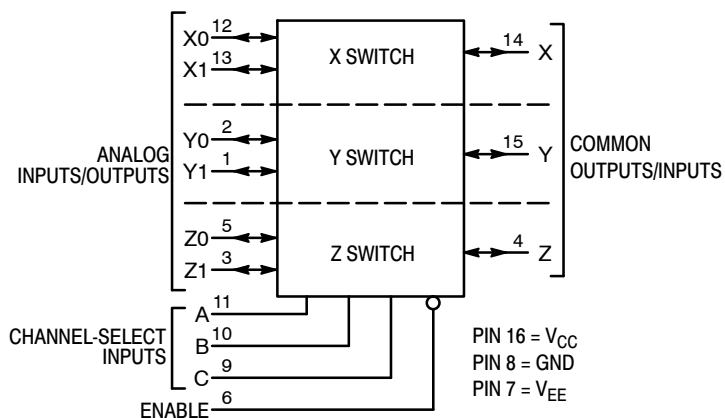 X0 12
X1 13
X SWITCH
14 X
Y0 2
Y1 1
Y SWITCH
15 Y
ANALOG
INPUTS/OUTPUTS
COMMON
OUTPUTS/INPUTS
Z0 5
Z1 3
Z SWITCH
4 Z
A 11
B 10
C 9
CHANNEL-SELECT
INPUTS
ENABLE 6
PIN 16 = VCC
PIN 8 = GND
PIN 7 = VEE